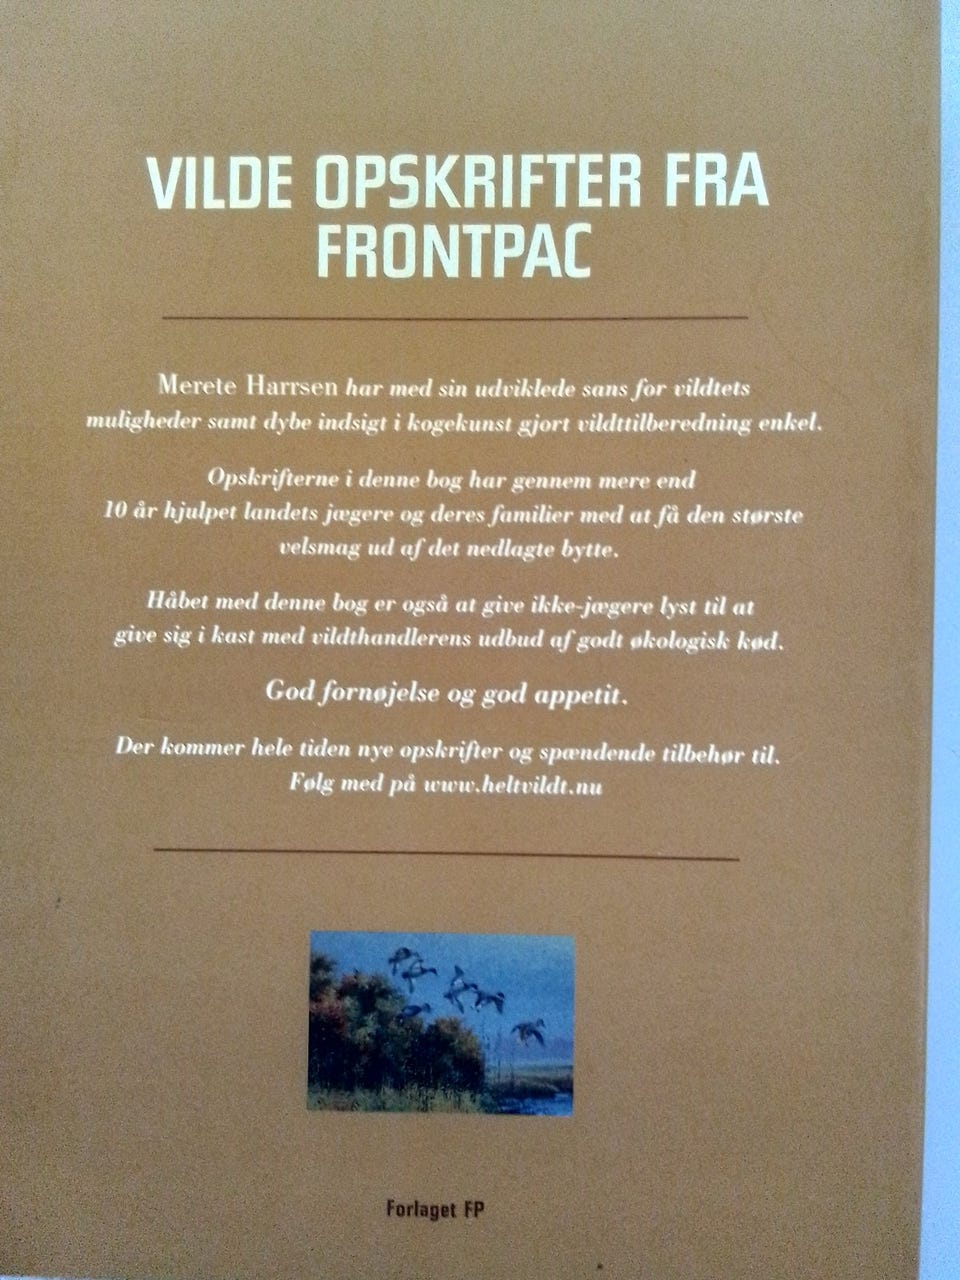 VILDE OPSKRIFTER FRA
FRONTPAC
Merete Harrsen har med sin udviklede sans for vildtets
muligheder samt dybe indsigt i kogekunst gjort vildttilberedning enkel.
Opskrifterne i denne bog har gennem mere end
10 år hjulpet landets jægere og deres familier med at få den største
velsmag ud af det nedlagte bytte.
Håbet med denne bog er også at give ikke-jægere lyst til at
give sig i kast med vildthandlerens udbud af godt økologisk kød.
God fornøjelse og god appetit.
Der kommer hele tiden nye opskrifter og spændende tilbehør til.
Følg med på www.heltvildt.nu
Forlaget FP